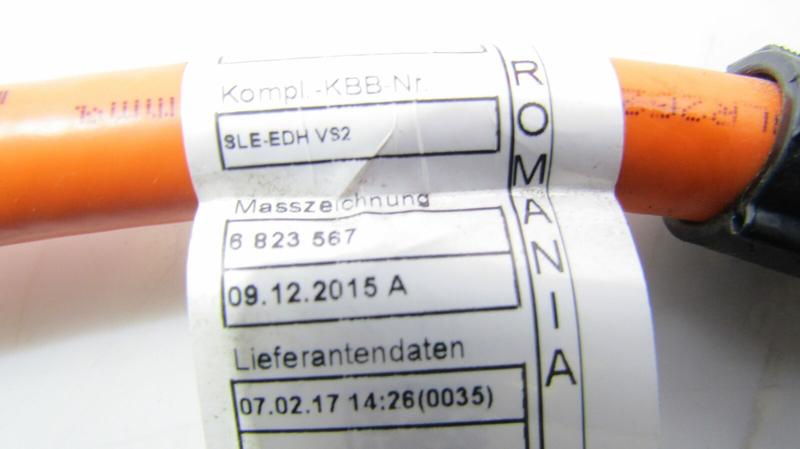 Kompl.-KBB-Nr.
SLE-EDH VS2
Masszeichnung
6 823 567
09.12.2015 A
Lieferantendaten
07.02.17 14:26(0035)
ROMANIA